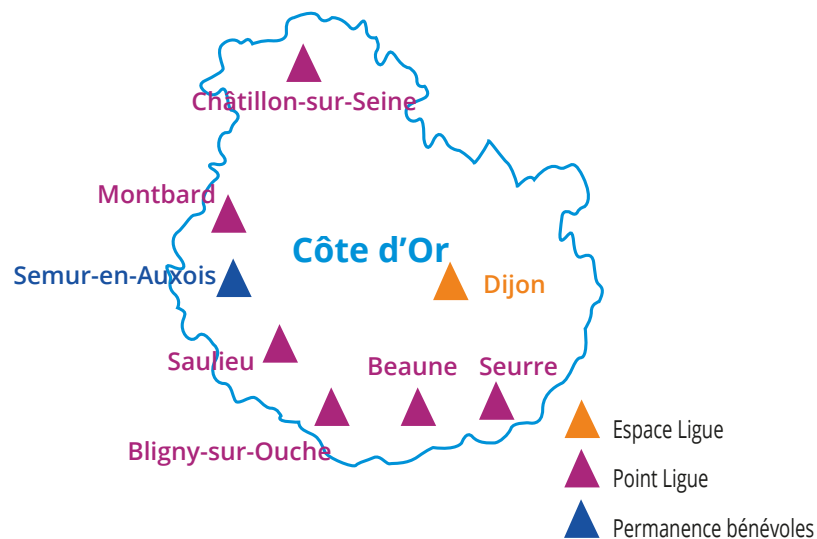 Châtillon-sur-Seine
Montbard
Côte d’Or
Semur-en-Auxois
Dijon
Saulieu
Beaune
Seurre
Bligny-sur-Ouche
Espace Ligue
Point Ligue
Permanence bénévoles